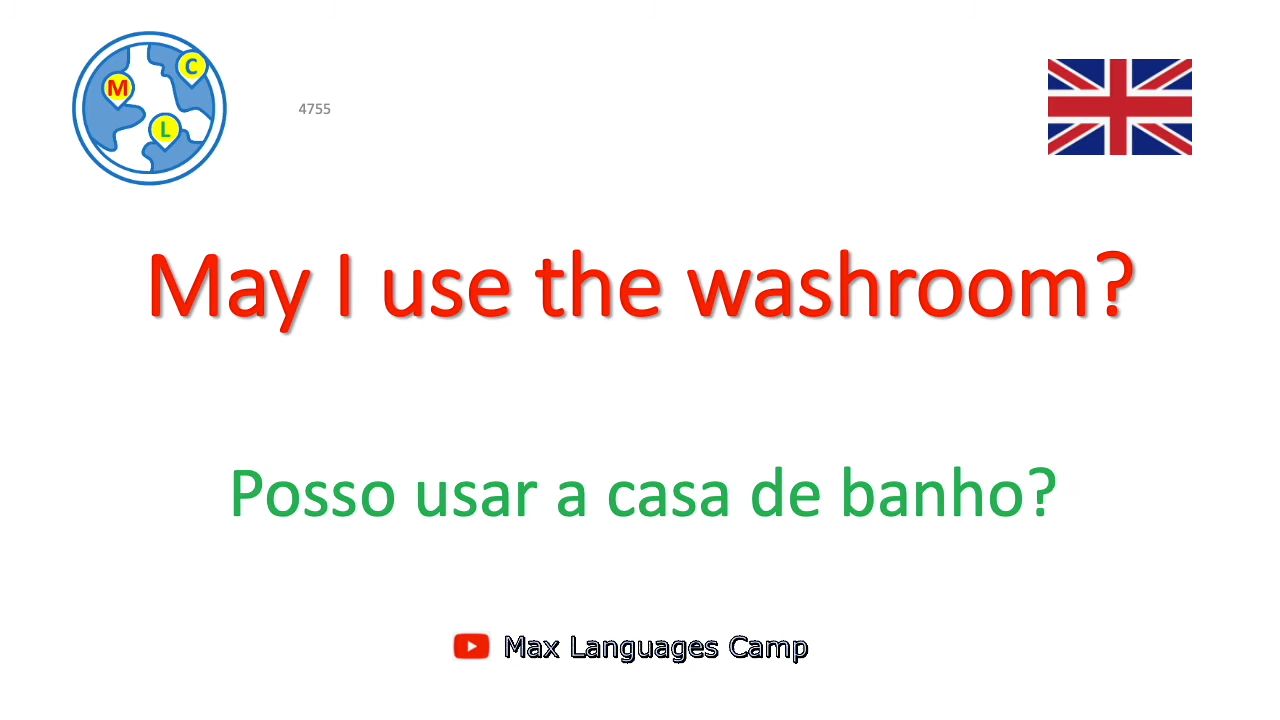 C
M
L
4755
May I use the washroom?
Posso usar a casa de banho?
Max Languages Camp